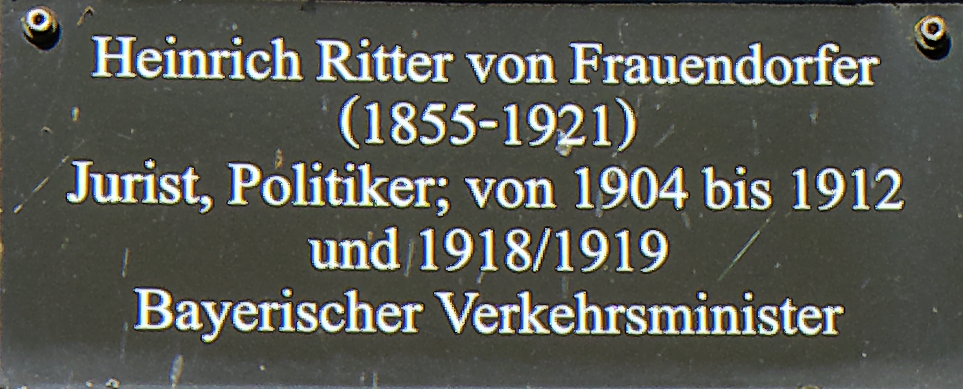 Heinrich Ritter von Frauendorfer
(1855-1921)
Jurist, Politiker; von 1904 bis 1912
und 1918/1919
Bayerischer Verkehrsminister